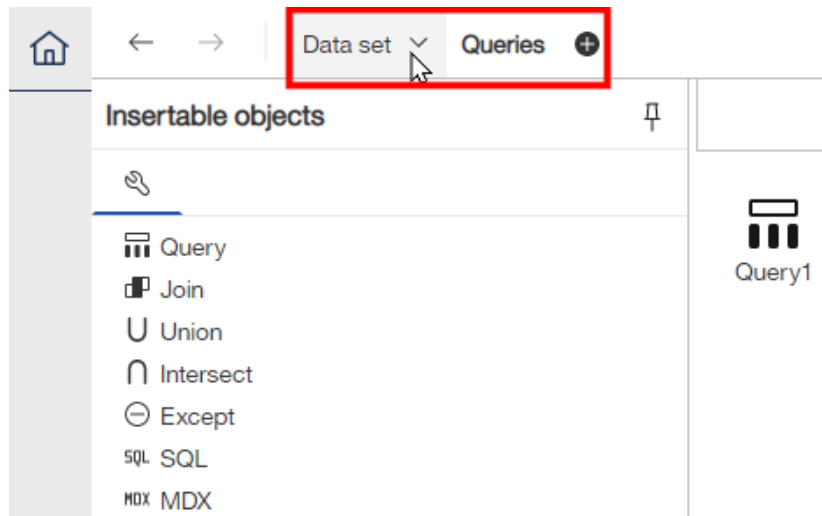 Data set Queries
Insertable objects
Query
Join
Union
Intersect
Except
SQL SQL
MDX MDX
Query1